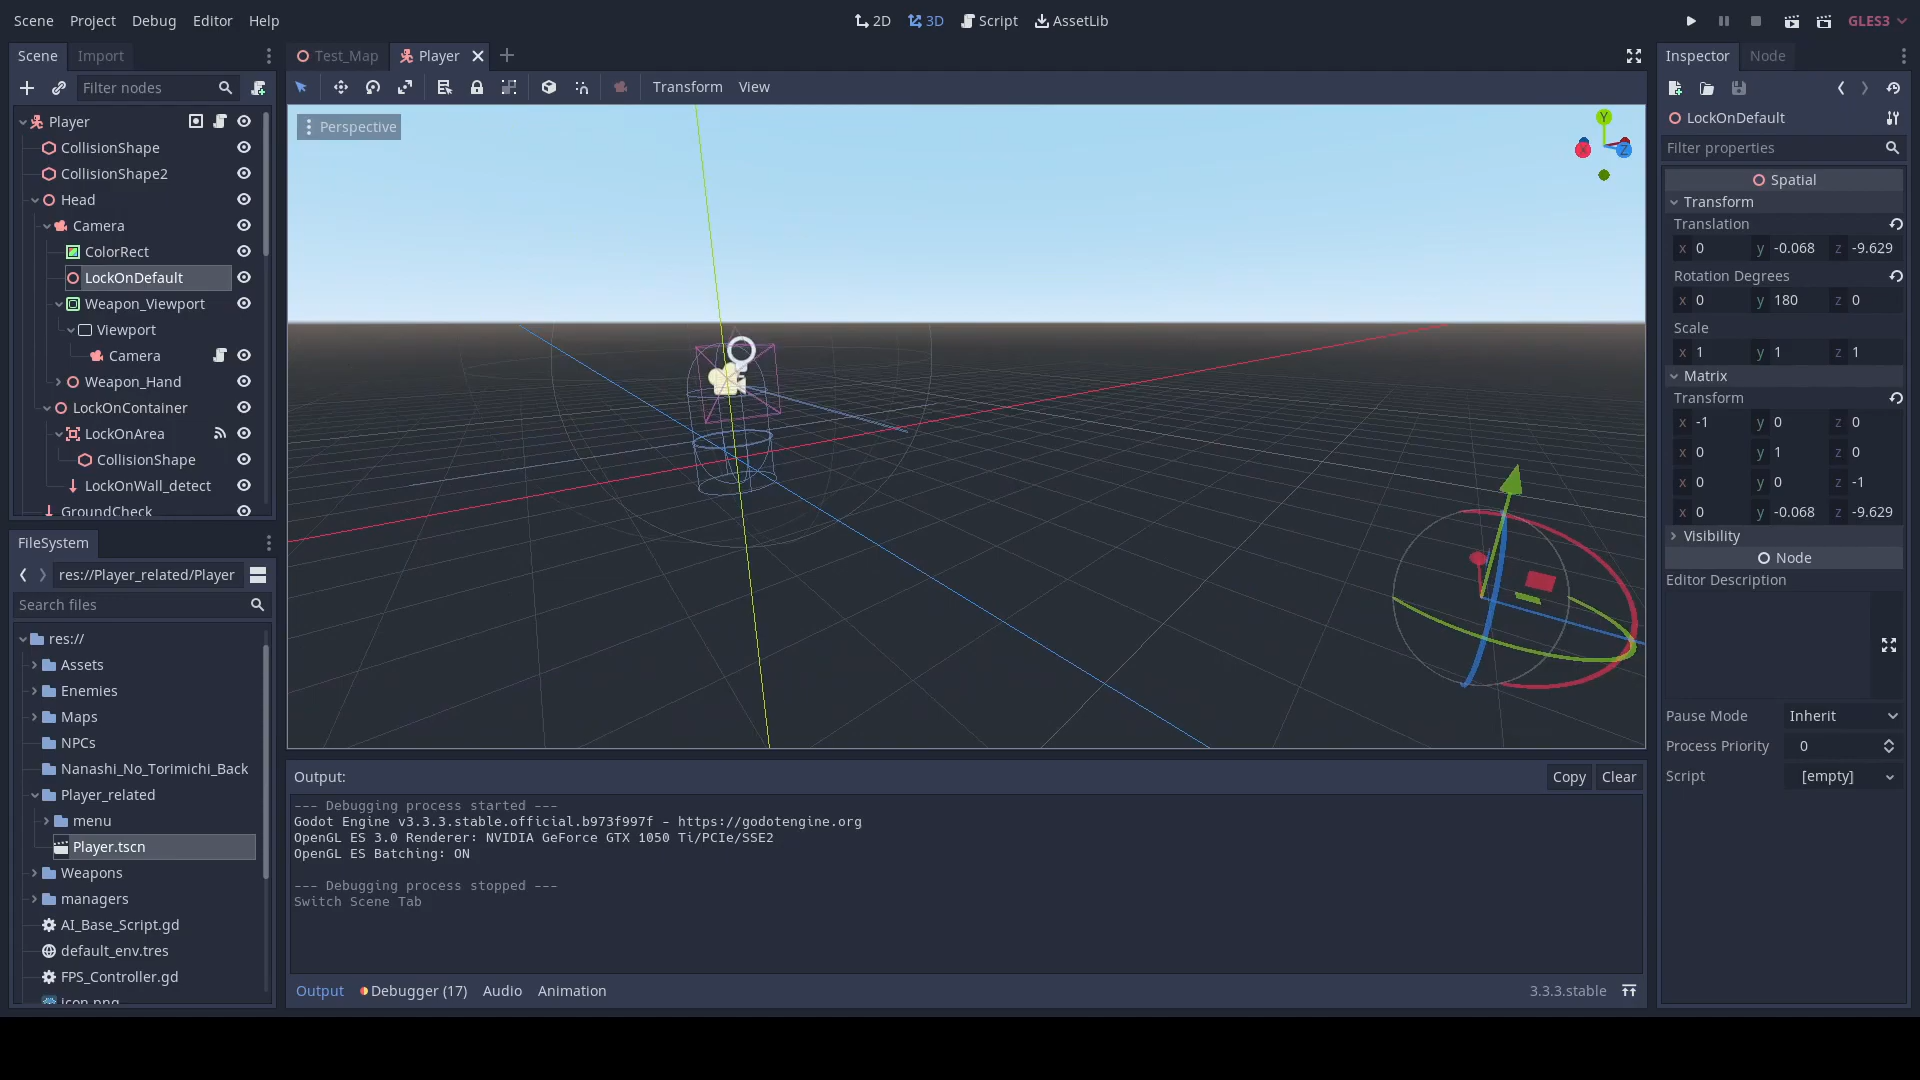 Scene Project Debug Editor Help
2D 3D Script AssetLib
GLES3
Scene Import
Filter nodes
Player
CollisionShape
CollisionShape2
Head
Camera
ColorRect
LockOnDefault
Weapon_Viewport
Viewport
Camera
Weapon_Hand
LockOnContainer
LockOnArea
CollisionShape
LockOnWall_detect
GroundCheck
FileSystem
res://Player_related/Player
Search files
res://
Assets
Enemies
Maps
NPCs
Nanashi_No_Torimichi_Back
Player_related
menu
Player.tscn
Weapons
managers
AI_Base_Script.gd
default_env.tres
FPS_Controller.gd
icon.png
Test_Map Player
Transform View
Perspective
Y
X Z
Output:
Copy Clear
--- Debugging process started ---
Godot Engine v3.3.3.stable.official.b973f997f - https://godotengine.org
OpenGL ES 3.0 Renderer: NVIDIA GeForce GTX 1050 Ti/PCIe/SSE2
OpenGL ES Batching: ON
--- Debugging process stopped ---
Switch Scene Tab
Output Debugger (17) Audio Animation
3.3.3.stable
Inspector Node
LockOnDefault
Filter properties
Spatial
Transform
Translation
x 0 y -0.068 z -9.629
Rotation Degrees
x 0 y 180 z 0
Scale
x 1 y 1 z 1
Matrix
Transform
x -1 y 0 z 0
x 0 y 1 z 0
x 0 y 0 z -1
x 0 y -0.068 z -9.629
Visibility
Node
Editor Description
Pause Mode Inherit
Process Priority 0
Script [empty]